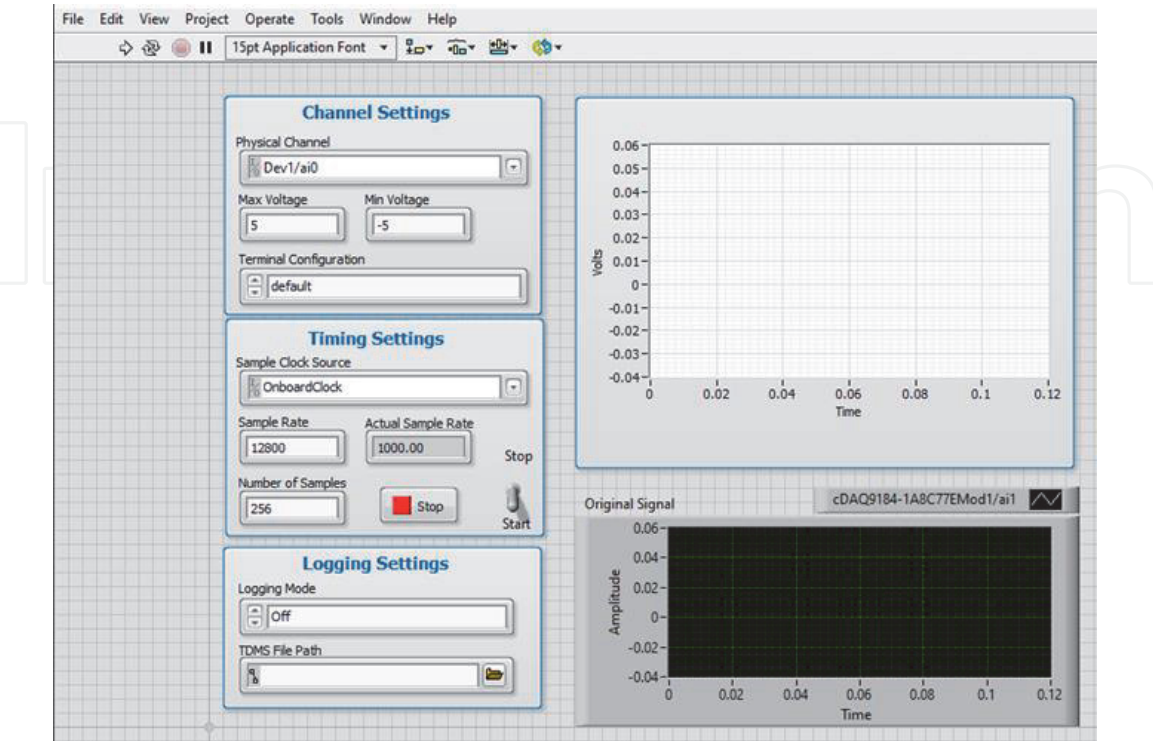 File Edit View Project Operate Tools Window Help
15pt Application Font
Channel Settings
Physical Channel
Dev1/ai0
Max Voltage Min Voltage
5 -5
Terminal Configuration
default
Timing Settings
Sample Clock Source
OnboardClock
Sample Rate Actual Sample Rate
12800 1000.00
Stop
Number of Samples
256
Stop
Start
Logging Settings
Logging Mode
Off
TDMS File Path
0.06
0.05
0.04
0.03
0.02
0.01
0
-0.01
-0.02
-0.03
-0.04
Volts
0 0.02 0.04 0.06 0.08 0.1 0.12
Time
Original Signal
cDAQ9184-1A8C77EMod1/ai1
0.06
0.04
0.02
0
-0.02
-0.04
Amplitude
0 0.02 0.04 0.06 0.08 0.1 0.12
Time